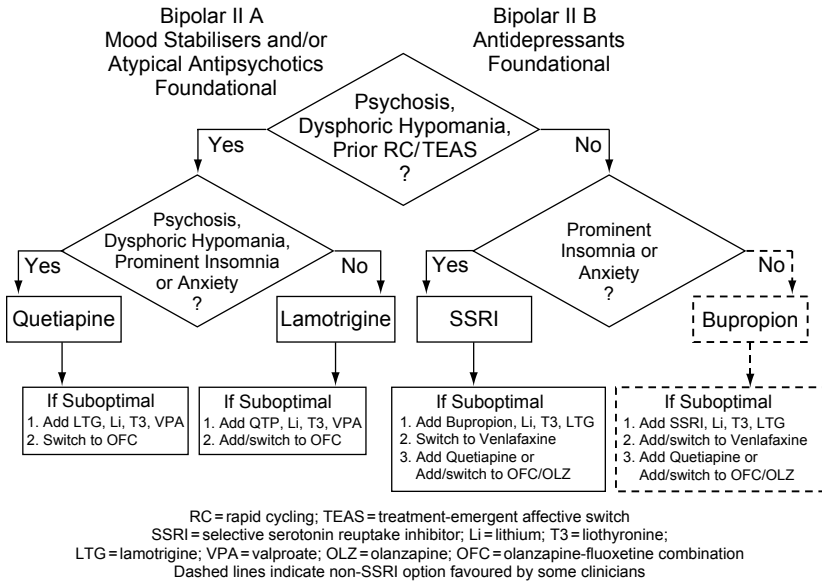 Bipolar II A
Mood Stabilisers and/or
Atypical Antipsychotics
Foundational
Bipolar II B
Antidepressants
Foundational
Psychosis,
Dysphoric Hypomania,
Prior RC/TEAS
?
Yes
No
Psychosis,
Dysphoric Hypomania,
Prominent Insomnia
or Anxiety
?
Yes
No
Prominent
Insomnia or
Anxiety
?
Yes
No
Quetiapine
Lamotrigine
SSRI
Bupropion
If Suboptimal
1. Add LTG, Li, T3, VPA
2. Switch to OFC
If Suboptimal
1. Add QTP, Li, T3, VPA
2. Add/switch to OFC
If Suboptimal
1. Add Bupropion, Li, T3, LTG
2. Switch to Venlafaxine
3. Add Quetiapine or
Add/switch to OFC/OLZ
If Suboptimal
1. Add SSRI, Li, T3, LTG
2. Add/switch to Venlafaxine
3. Add Quetiapine or
Add/switch to OFC/OLZ
RC=rapid cycling; TEAS=treatment-emergent affective switch
SSRI=selective serotonin reuptake inhibitor; Li=lithium; T3=liothyronine;
LTG=lamotrigine; VPA=valproate; OLZ=olanzapine; OFC=olanzapine-fluoxetine combination
Dashed lines indicate non-SSRI option favoured by some clinicians